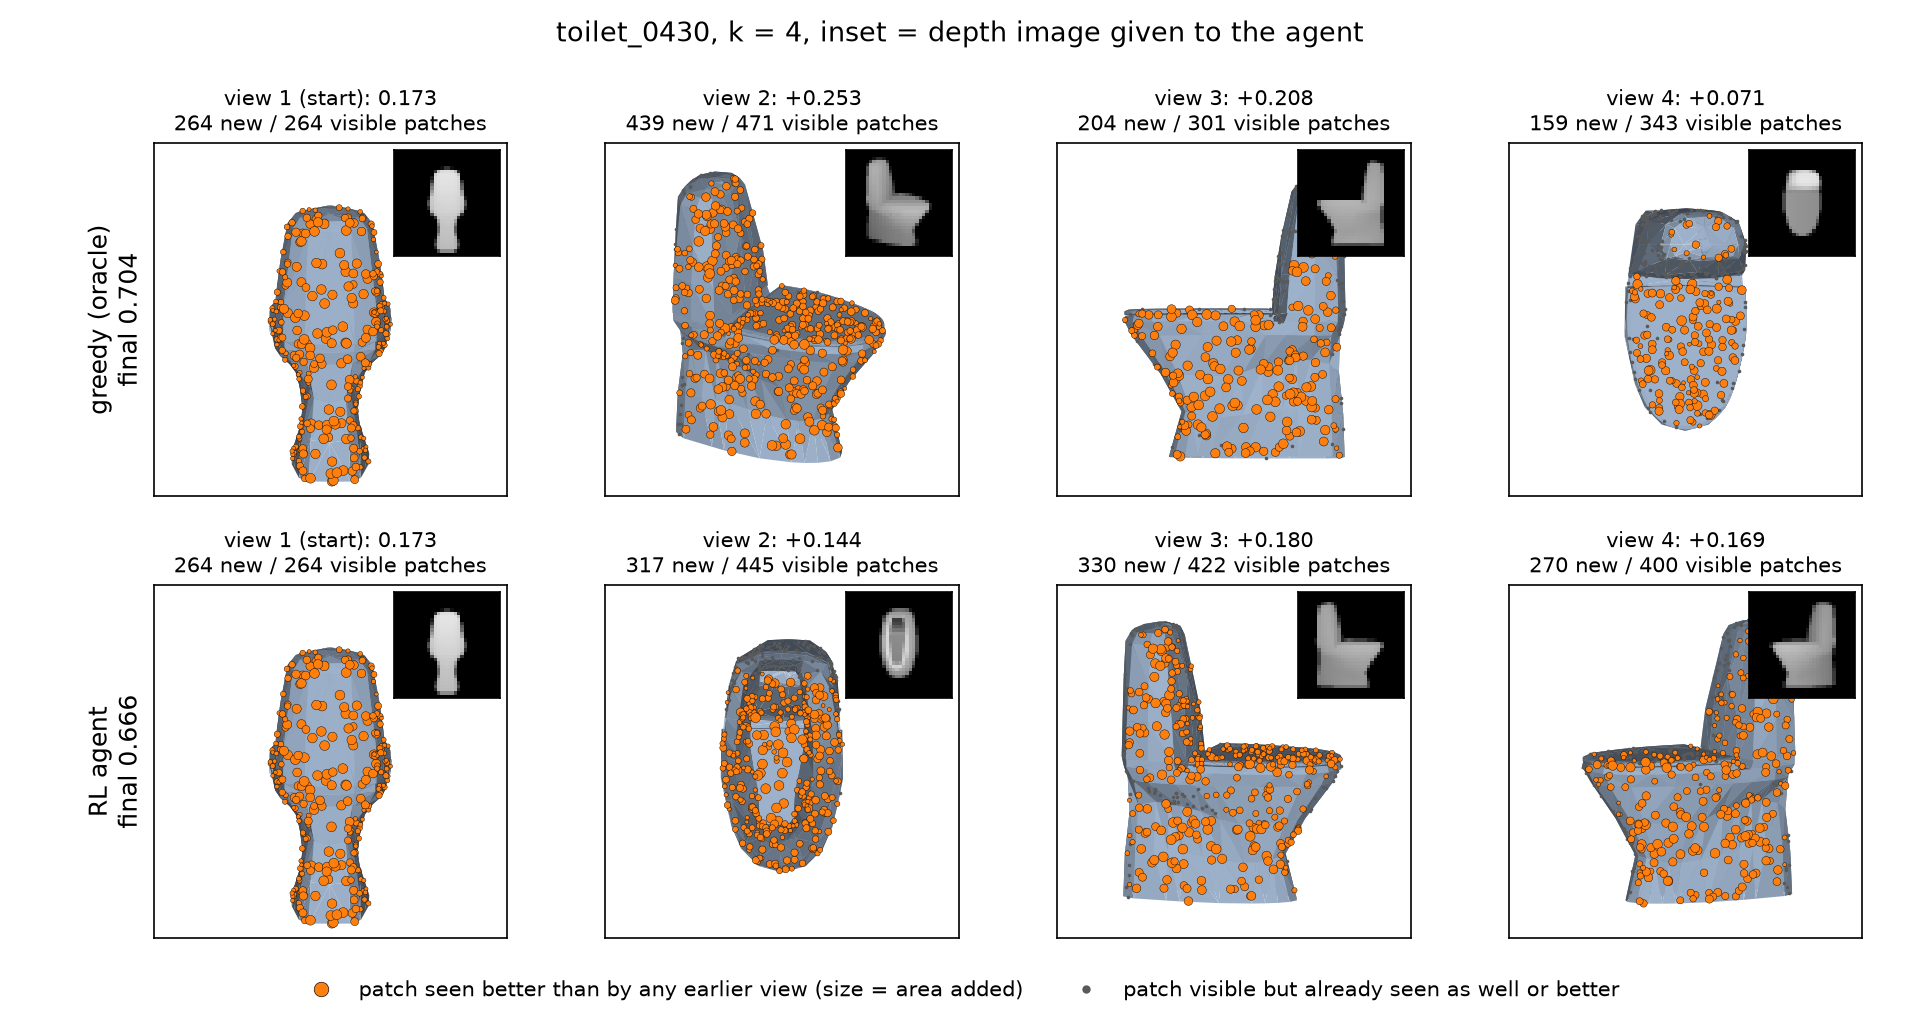 toilet_0430, k = 4, inset = depth image given to the agent
view 1 (start): 0.173
264 new / 264 visible patches
view 2: +0.253
439 new / 471 visible patches
view 3: +0.208
204 new / 301 visible patches
view 4: +0.071
159 new / 343 visible patches
greedy (oracle)
final 0.704
view 1 (start): 0.173
264 new / 264 visible patches
view 2: +0.144
317 new / 445 visible patches
view 3: +0.180
330 new / 422 visible patches
view 4: +0.169
270 new / 400 visible patches
RL agent
final 0.666
patch seen better than by any earlier view (size = area added)
patch visible but already seen as well or better